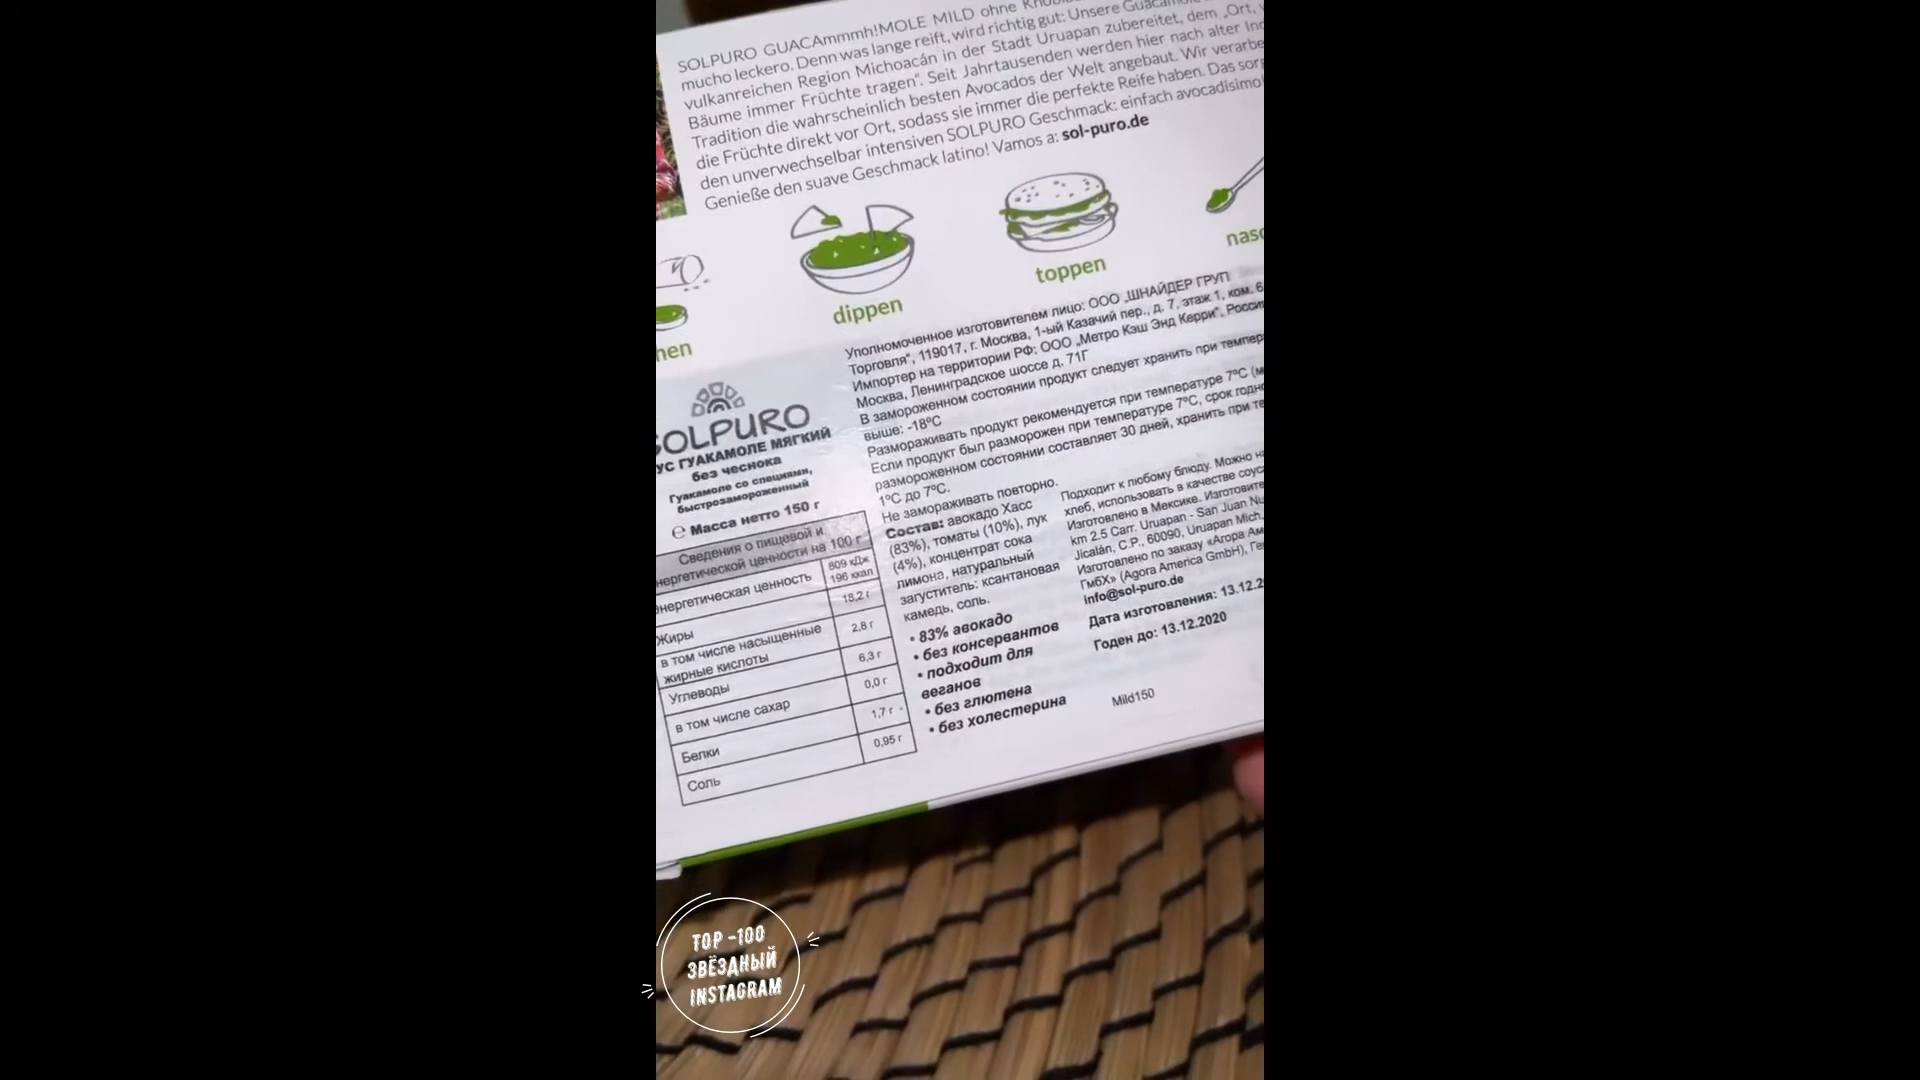 SOLPURO GUACAmmmh!MOLE MILD ohne
mucho leckero. Denn was lange reift, wird richtig gut: Unsere Guacamole
vulkanreichen Region Michoacán in der Stadt Uruapan zubereitet, dem „Ort,
Bäume immer Früchte tragen“. Seit Jahrtausenden werden hier nach alter
Tradition die wahrscheinlich besten Avocados der Welt angebaut. Wir
die Früchte direkt vor Ort, sodass sie immer die perfekte Reife haben. Das
den unverwechselbar intensiven SOLPURO Geschmack: einfach avocadisimo!
Genieße den suave Geschmack latino! Vamos a: sol-puro.de
dippen
toppen
Уполномоченное изготовителем лицо: ООО „ШНАЙДЕР ГРУП
Торговля“, 119017, г. Москва, 1-ый Казачий пер., д. 7, этаж 1, ком. 6
Импортер на территории РФ: ООО „Метро Кэш Энд Керри“,
Москва, Ленинградское шоссе д. 71Г
В замороженном состоянии продукт следует хранить при
выше: -18°C
Размораживать продукт рекомендуется при температуре 7°C
Если продукт был разморожен при температуре 7°C, срок
размороженном состоянии составляет 30 дней, хранить при
1°C до 7°C.
Не замораживать повторно.
SOLPURO
ГУАКАМОЛЕ МЯГКИЙ
без чеснока
Гуакамоле со специями,
быстрозамороженный
℮ Масса нетто 150 г
Сведения о пищевой и
энергетической ценности на 100 г
Энергетическая ценность 809 кДж
196 ккал
Жиры 18,2 г
в том числе насыщенные
жирные кислоты 2,8 г
Углеводы 6,3 г
в том числе сахар 0,0 г
Белки 1,7 г
Соль 0,95 г
Состав: авокадо Хасс
(83%), томаты (10%), лук
(4%), концентрат сока
лимона, натуральный
загуститель: ксантановая
камедь, соль.
• 83% авокадо
• без консервантов
• подходит для
веганов
• без глютена
• без холестерина
Подходит к любому блюду. Можно
хлеб, использовать в качестве
Изготовлено в Мексике.
km 2.5 Carr. Uruapan - San Juan
Jicalán, C.P., 60090, Uruapan Mich.
Изготовлено по заказу «Агора
ГмбХ» (Agora America GmbH),
info@sol-puro.de
Дата изготовления: 13.12.
Годен до: 13.12.2020
Mild150
TOP -100
ЗВЁЗДНЫЙ
INSTAGRAM